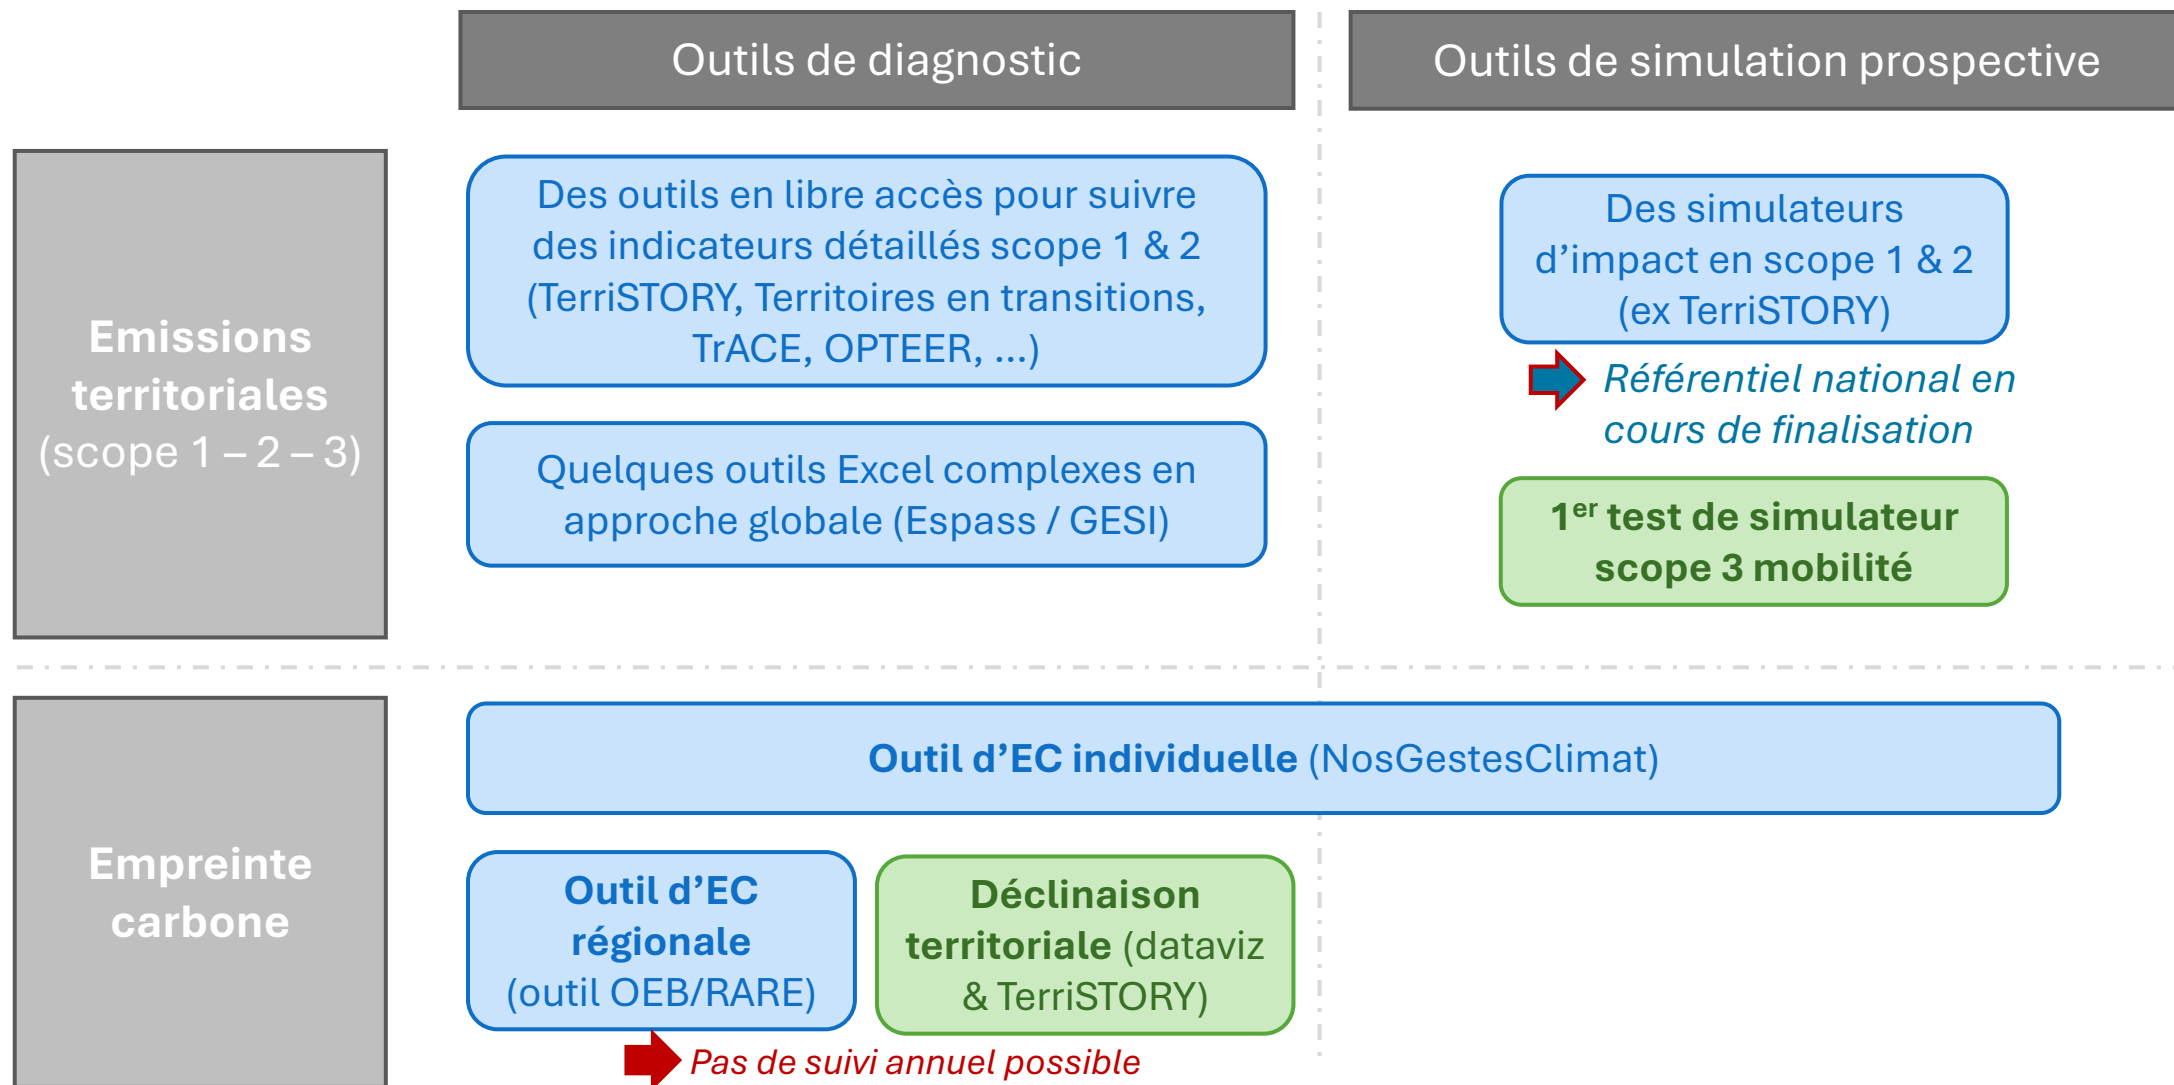 Outils de diagnostic
Outils de simulation prospective
Emissions
territoriales
(scope 1 – 2 – 3)
Des outils en libre accès pour suivre
des indicateurs détaillés scope 1 & 2
(TerriSTORY, Territoires en transitions,
TrACE, OPTEER, ...)
Quelques outils Excel complexes en
approche globale (Espass / GESI)
Des simulateurs
d’impact en scope 1 & 2
(ex TerriSTORY)
Référentiel national en
cours de finalisation
1er test de simulateur
scope 3 mobilité
Empreinte
carbone
Outil d’EC individuelle (NosGestesClimat)
Outil d’EC
régionale
(outil OEB/RARE)
Déclinaison
territoriale (dataviz
& TerriSTORY)
Pas de suivi annuel possible